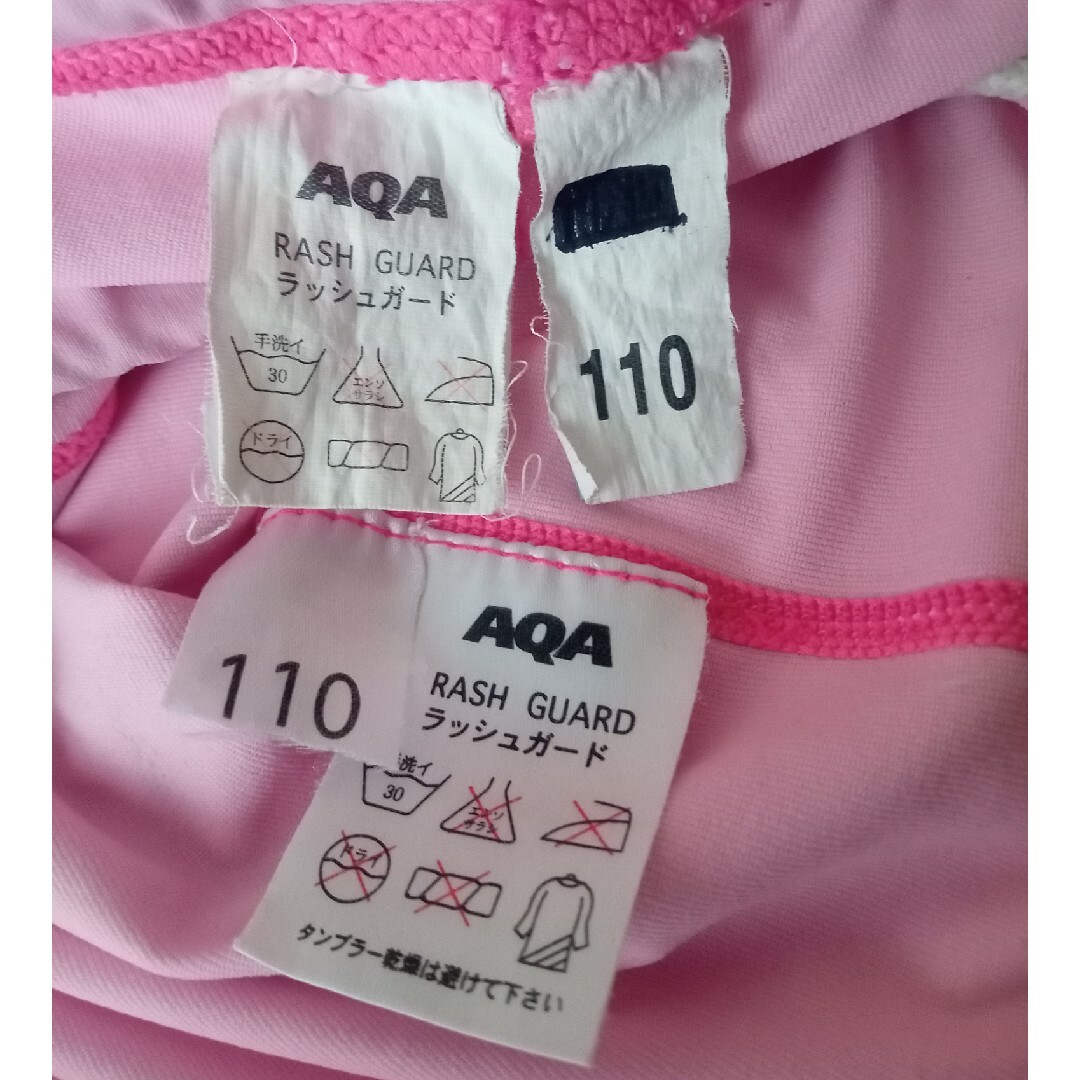 AQA
RASH GUARD
ラッシュガード
手洗イ
30
エンソ
サラシ
ドライ
110
110
AQA
RASH GUARD
ラッシュガード
手洗イ
30
エンソ
サラシ
ドライ
タンブラー乾燥は避けて下さい